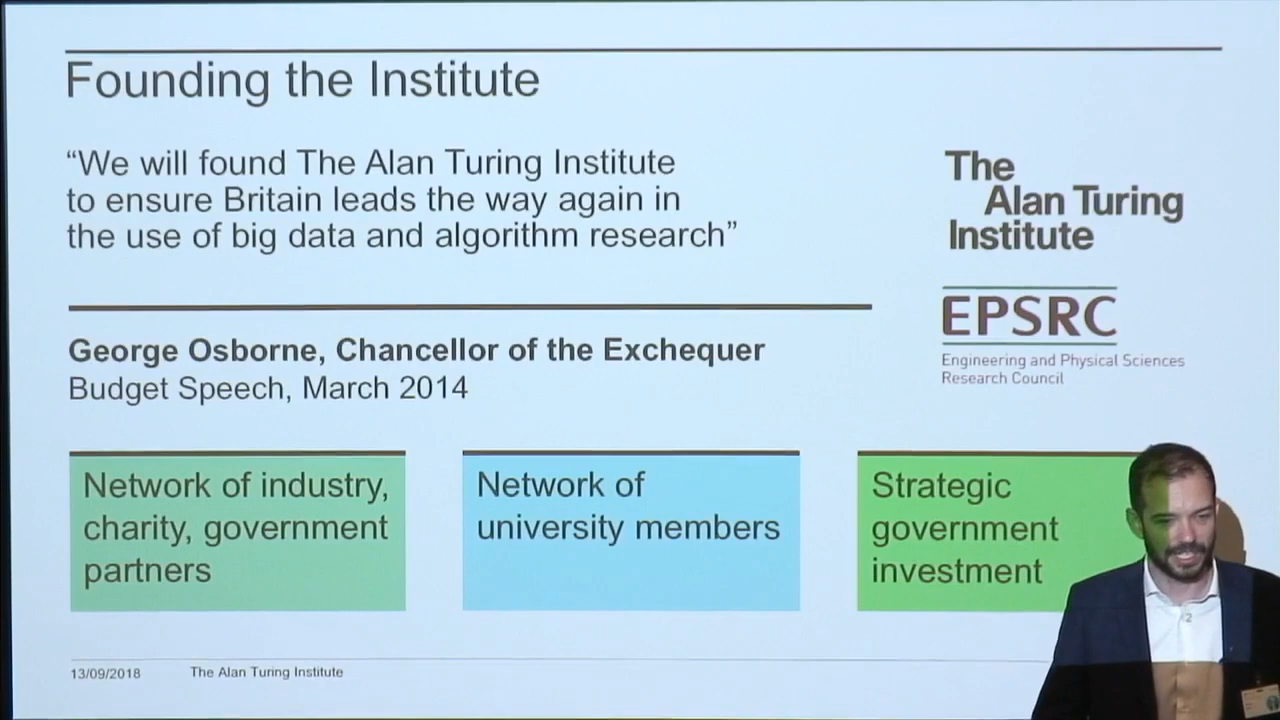 Founding the Institute
“We will found The Alan Turing Institute
to ensure Britain leads the way again in
the use of big data and algorithm research”
George Osborne, Chancellor of the Exchequer
Budget Speech, March 2014
The
Alan Turing
Institute
EPSRC
Engineering and Physical Sciences
Research Council
Network of industry,
charity, government
partners
Network of
university members
Strategic
government
investment
13/09/2018 The Alan Turing Institute